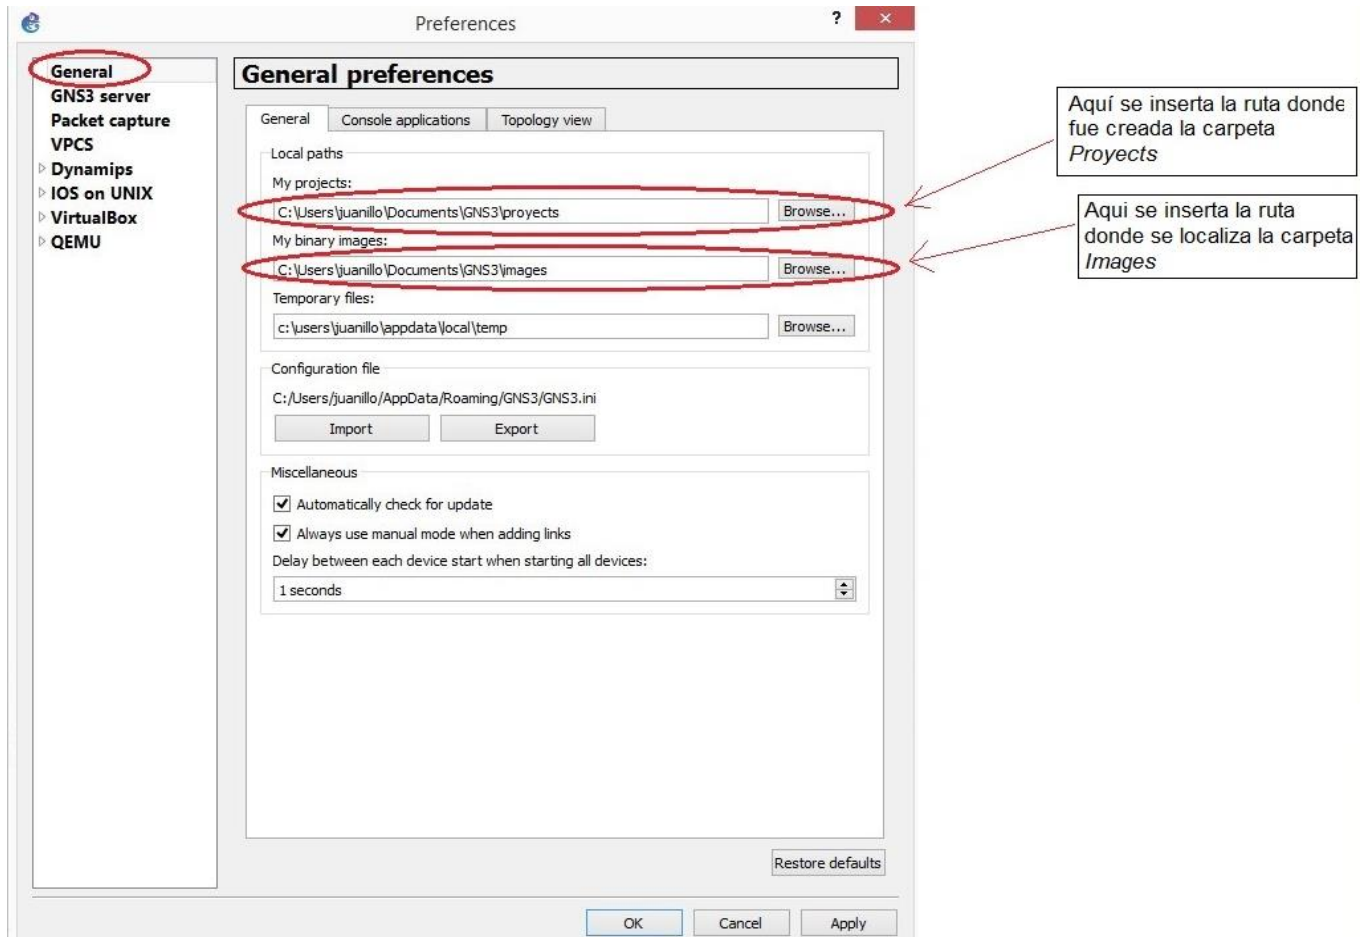 Preferences
?
General
GNS3 server
Packet capture
VPCS
Dynamips
IOS on UNIX
VirtualBox
QEMU
General preferences
General Console applications Topology view
Local paths
My projects:
C:\Users\juanillo\Documents\GNS3\proyects Browse...
My binary images:
C:\Users\juanillo\Documents\GNS3\images Browse...
Temporary files:
c:\users\juanillo\appdata\local\temp Browse...
Configuration file
C:/Users/juanillo/AppData/Roaming/GNS3/GNS3.ini
Import Export
Miscellaneous
Automatically check for update
Always use manual mode when adding links
Delay between each device start when starting all devices:
1 seconds
Restore defaults
OK Cancel Apply
Aquí se inserta la ruta donde
fue creada la carpeta
Proyects
Aqui se inserta la ruta
donde se localiza la carpeta
Images